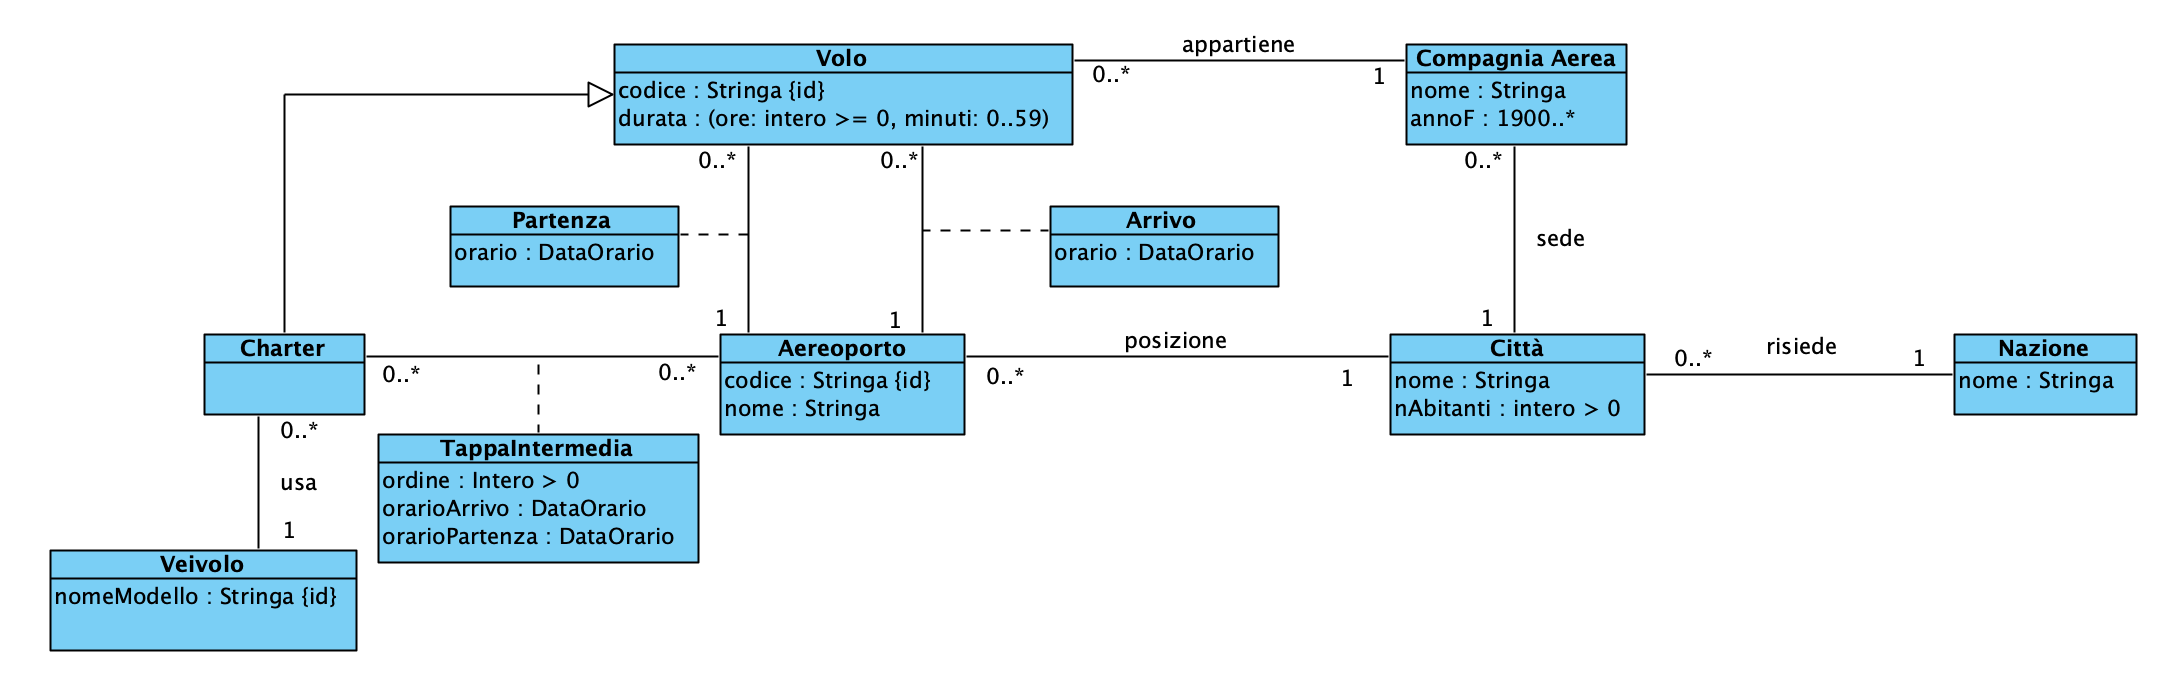 Volo
codice : Stringa {id}
durata : (ore: intero >= 0, minuti: 0..59)
appartiene
0..*
1
Compagnia Aerea
nome : Stringa
annoF : 1900..*
0..*
0..*
0..*
Partenza
orario : DataOrario
Arrivo
orario : DataOrario
sede
1
1
1
Charter
0..*
0..*
Aereoporto
codice : Stringa {id}
nome : Stringa
posizione
0..*
1
Città
nome : Stringa
nAbitanti : intero > 0
risiede
0..*
1
Nazione
nome : Stringa
0..*
usa
1
TappaIntermedia
ordine : Intero > 0
orarioArrivo : DataOrario
orarioPartenza : DataOrario
Veivolo
nomeModello : Stringa {id}